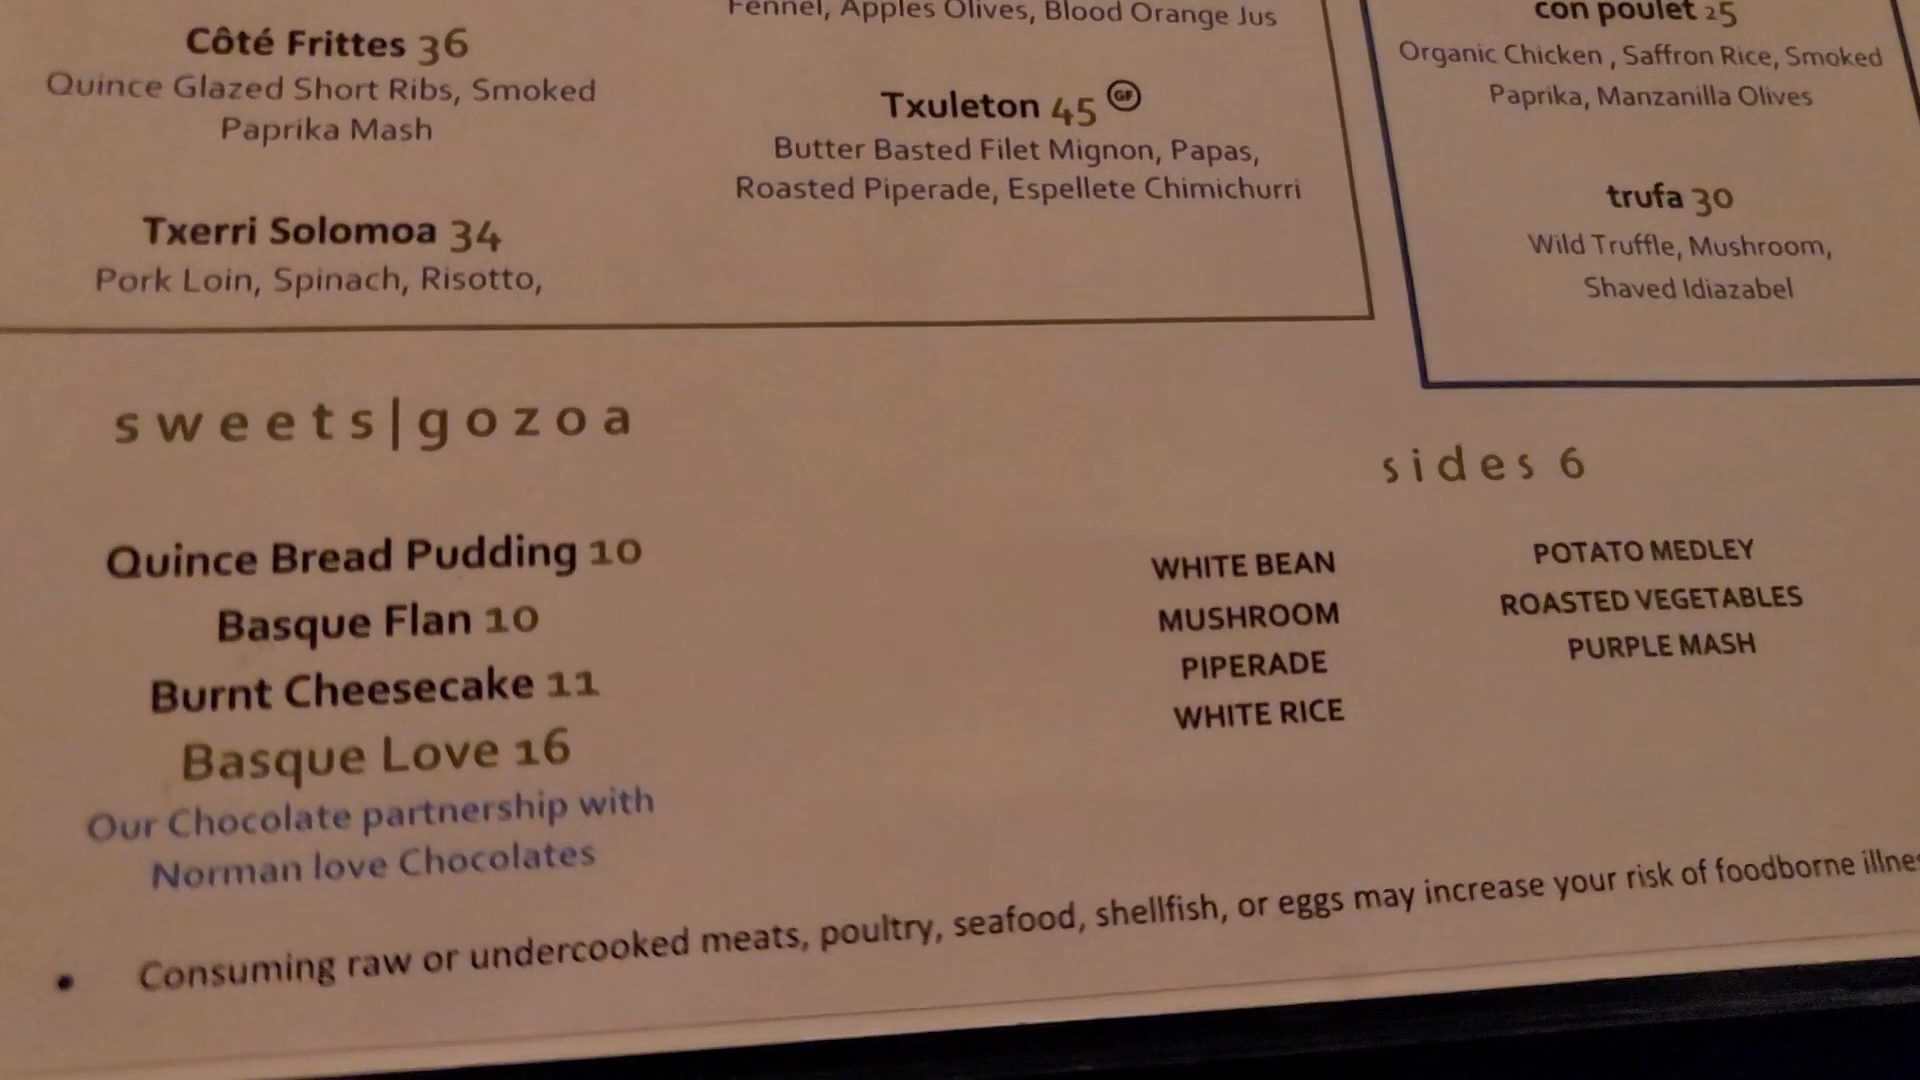 Côté Frittes 36
Quince Glazed Short Ribs, Smoked
Paprika Mash
Txerri Solomoa 34
Pork Loin, Spinach, Risotto,
Fennel, Apples Olives, Blood Orange Jus
Txuleton 45 GF
Butter Basted Filet Mignon, Papas,
Roasted Piperade, Espellete Chimichurri
con poulet 25
Organic Chicken , Saffron Rice, Smoked
Paprika, Manzanilla Olives
trufa 30
Wild Truffle, Mushroom,
Shaved Idiazabel
sweets|gozoa
Quince Bread Pudding 10
Basque Flan 10
Burnt Cheesecake 11
Basque Love 16
Our Chocolate partnership with
Norman love Chocolates
sides 6
WHITE BEAN
MUSHROOM
PIPERADE
WHITE RICE
POTATO MEDLEY
ROASTED VEGETABLES
PURPLE MASH
• Consuming raw or undercooked meats, poultry, seafood, shellfish, or eggs may increase your risk of foodborne illnes